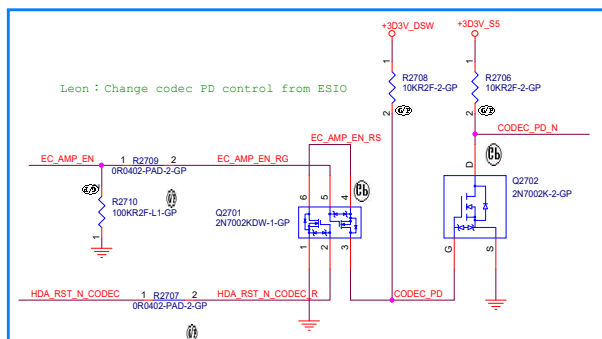 +3D3V_DSW
+3D3V_S5
1
1
R2708
10KR2F-2-GP
R2706
10KR2F-2-GP
Leon：Change codec PD control from ESIO
2
2
CODEC_PD_N
EC_AMP_EN_RS
EC_AMP_EN
1
R2709
2
EC_AMP_EN_RG
0R0402-PAD-2-GP
D
Q2702
2N7002K-2-GP
2
R2710
100KR2F-L1-GP
1
6
5
4
Q2701
2N7002KDW-1-GP
1
2
3
G
S
HDA_RST_N_CODEC
1
R2707
2
HDA_RST_N_CODEC_R
CODEC_PD
0R0402-PAD-2-GP